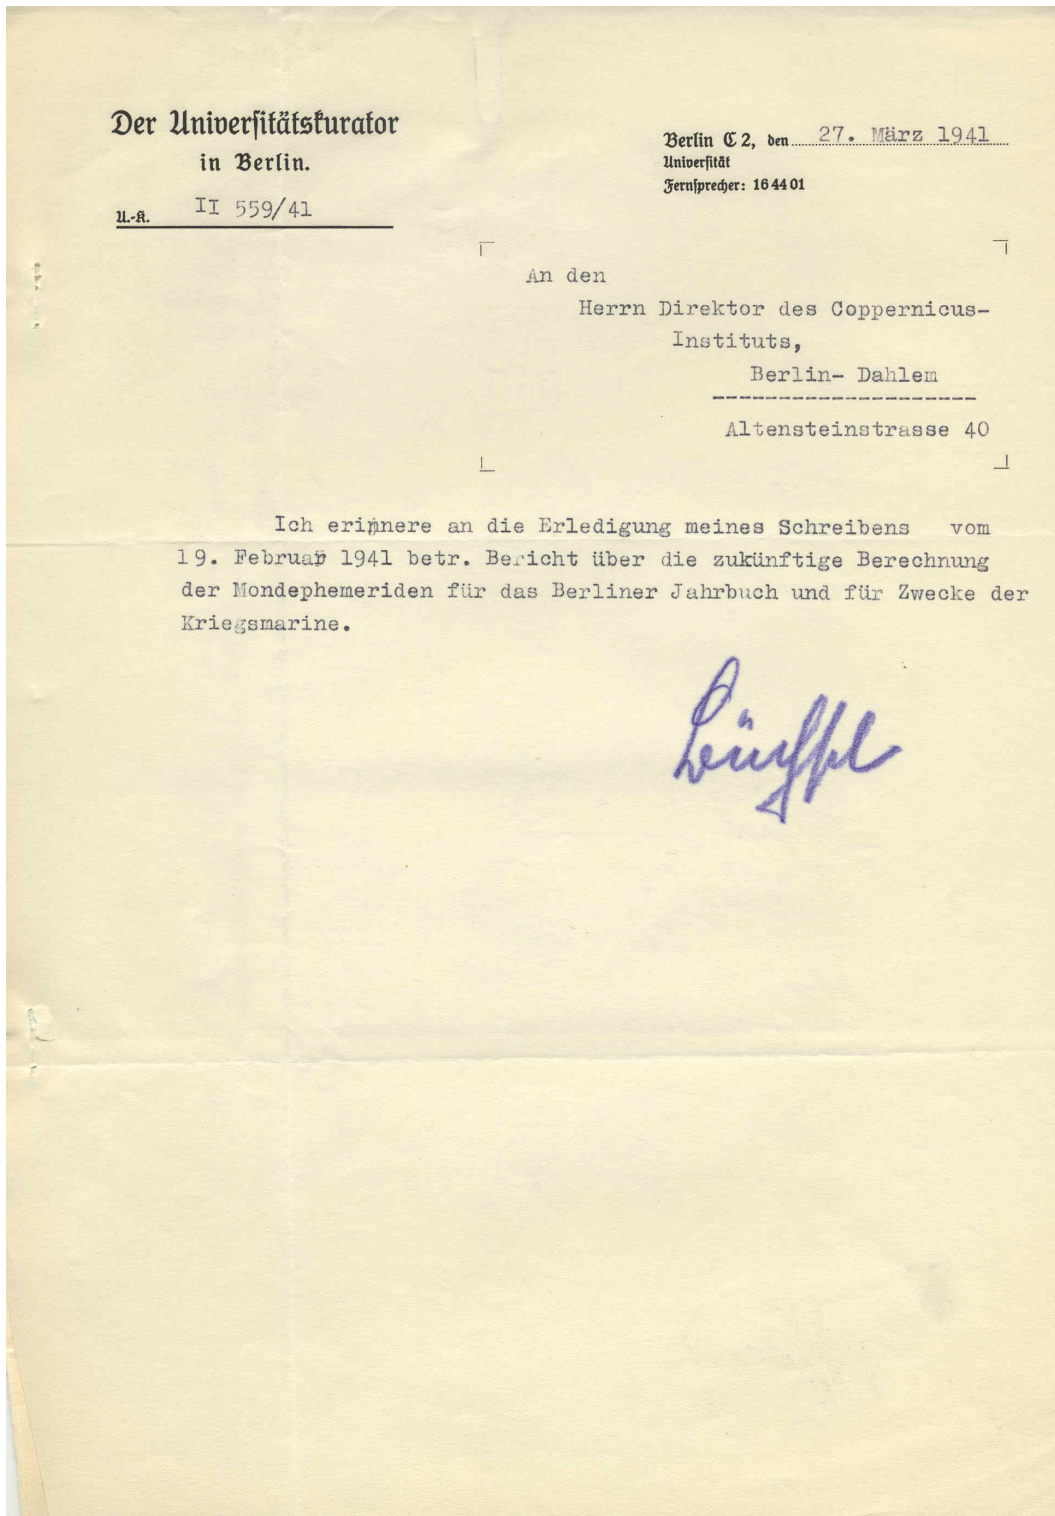 Der Universitätskurator
in Berlin.
U.-K. II 559/41
Berlin C 2, den 27. März 1941
Universität
Fernsprecher: 16 44 01
An den
Herrn Direktor des Coppernicus-
Instituts,
Berlin- Dahlem
Altensteinstrasse 40
Ich erinnere an die Erledigung meines Schreibens vom
19. Februar 1941 betr. Bericht über die zukünftige Berechnung
der Mondephemeriden für das Berliner Jahrbuch und für Zwecke der
Kriegsmarine.
Büchsel